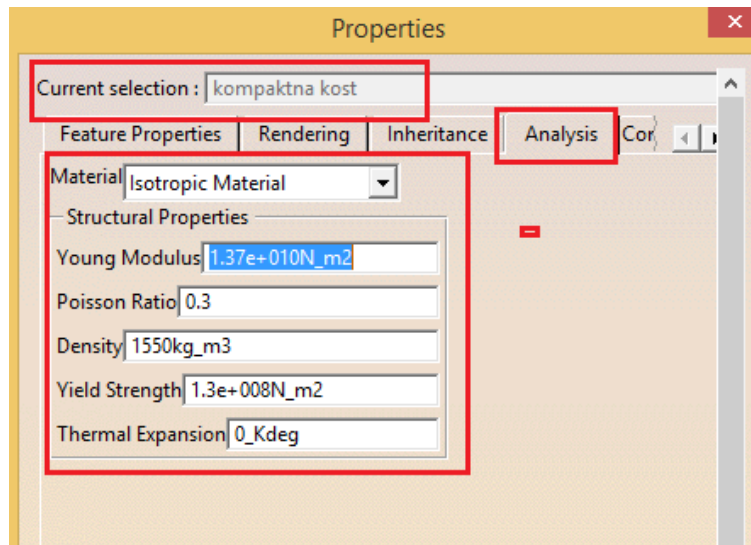 Properties
Current selection : kompaktna kost
Feature Properties Rendering Inheritance Analysis Cor
Material Isotropic Material
Structural Properties
Young Modulus 1.37e+010N_m2
Poisson Ratio 0.3
Density 1550kg_m3
Yield Strength 1.3e+008N_m2
Thermal Expansion 0_Kdeg